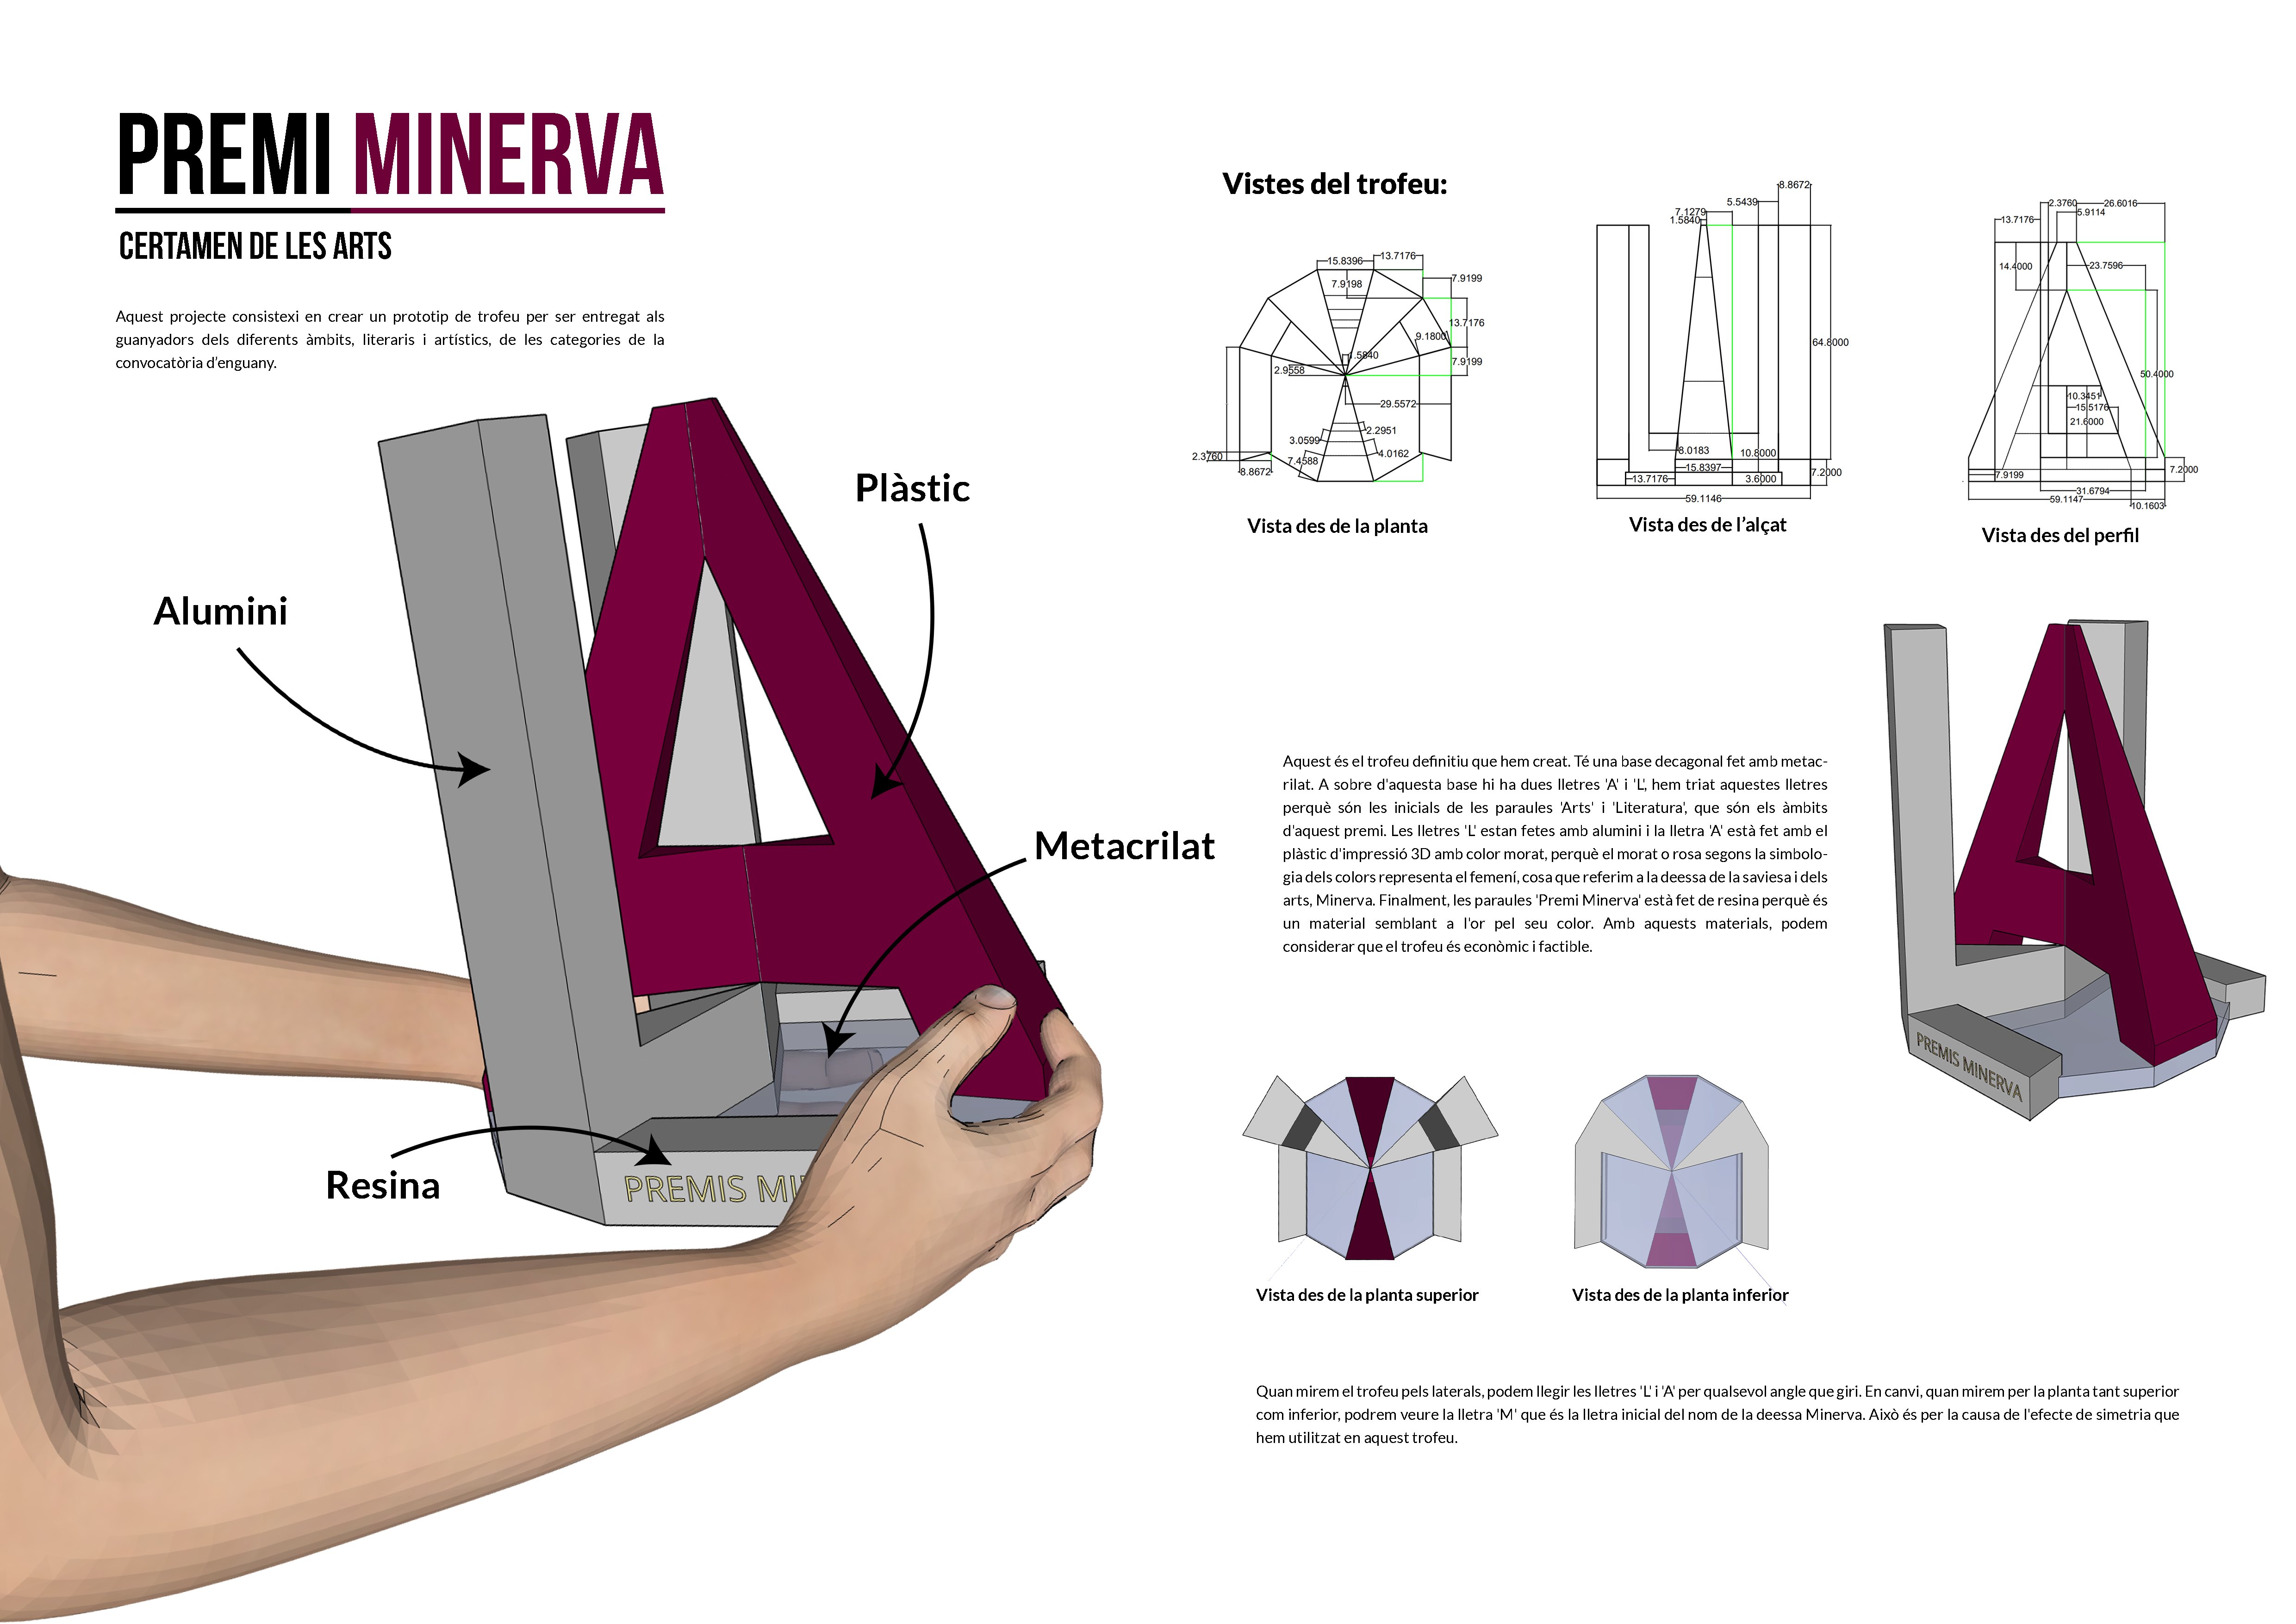 PREMI MINERVA
CERTAMEN DE LES ARTS
Aquest projecte consistexi en crear un prototip de trofeu per ser entregat als
guanyadors dels diferents àmbits, literaris i artístics, de les categories de la
convocatòria d'enguany.
Alumini
Plàstic
Metacrilat
Resina
PREMIS MI
Vistes del trofeu:
15.8396
13.7176
7.9199
7.9198
13.7176
9.1800
1.5840
7.9199
2.9558
29.5572
2.2951
3.0599
4.0162
2.3760
7.4588
8.8672
Vista des de la planta
8.8672
5.5439
7.1279
1.5840
64.8000
8.0183
10.8000
15.8397
7.2000
13.7176
3.6000
59.1146
Vista des de l'alçat
2.3760
26.6016
5.9114
13.7176
14.4000
23.7596
50.4000
10.3451
15.5176
21.6000
7.2000
7.9199
31.6794
59.1147
10.1603
Vista des del perfil
Aquest és el trofeu definitiu que hem creat. Té una base decagonal fet amb metac-
rilat. A sobre d'aquesta base hi ha dues lletres 'A' i 'L', hem triat aquestes lletres
perquè són les inicials de les paraules 'Arts' i 'Literatura', que són els àmbits
d'aquest premi. Les lletres 'L' estan fetes amb alumini i la lletra 'A' està fet amb el
plàstic d'impressió 3D amb color morat, perquè el morat o rosa segons la simbolo-
gia dels colors representa el femení, cosa que referim a la deessa de la saviesa i dels
arts, Minerva. Finalment, les paraules 'Premi Minerva' està fet de resina perquè és
un material semblant a l'or pel seu color. Amb aquests materials, podem
considerar que el trofeu és econòmic i factible.
PREMIS MINERVA
Vista des de la planta superior
Vista des de la planta inferior
Quan mirem el trofeu pels laterals, podem llegir les lletres 'L' i 'A' per qualsevol angle que giri. En canvi, quan mirem per la planta tant superior
com inferior, podrem veure la lletra 'M' que és la lletra inicial del nom de la deessa Minerva. Això és per la causa de l'efecte de simetria que
hem utilitzat en aquest trofeu.